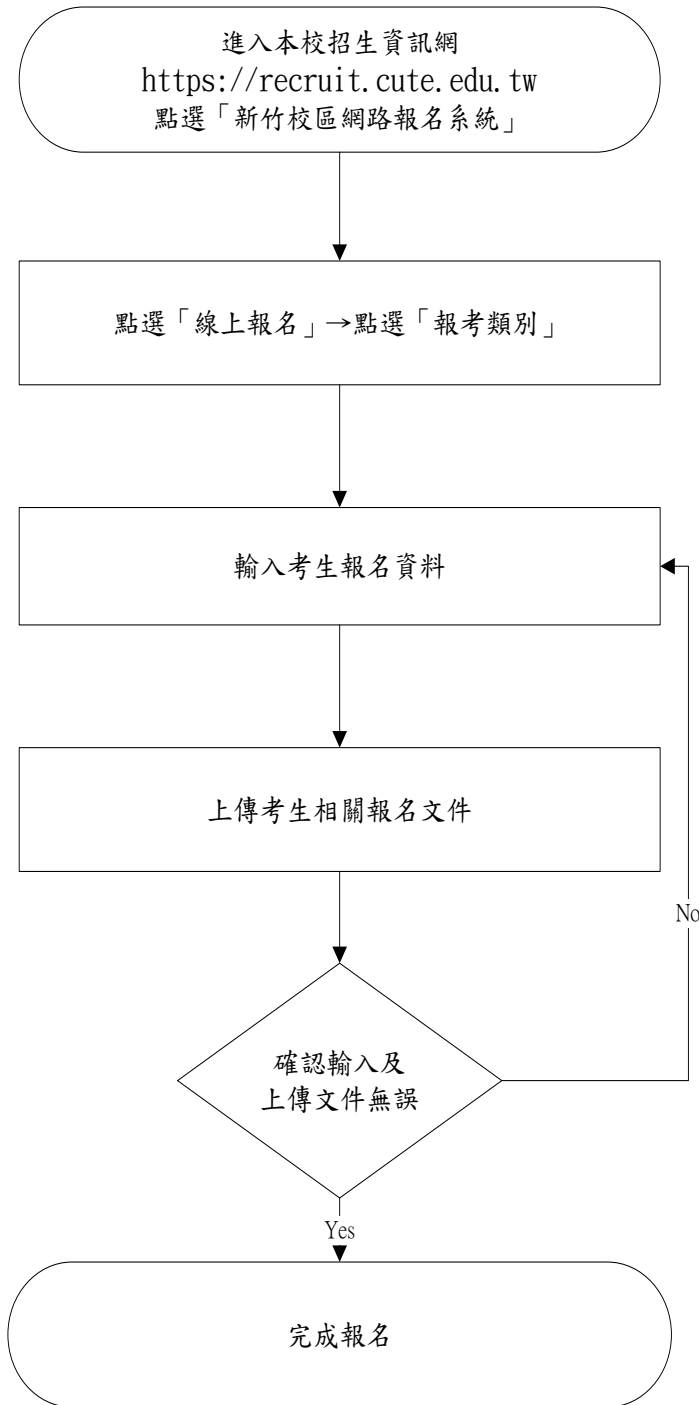 進入本校招生資訊網
https://recruit.cute.edu.tw
點選「新竹校區網路報名系統」
點選「線上報名」→點選「報考類別」
輸入考生報名資料
上傳考生相關報名文件
No
確認輸入及
上傳文件無誤
Yes
完成報名